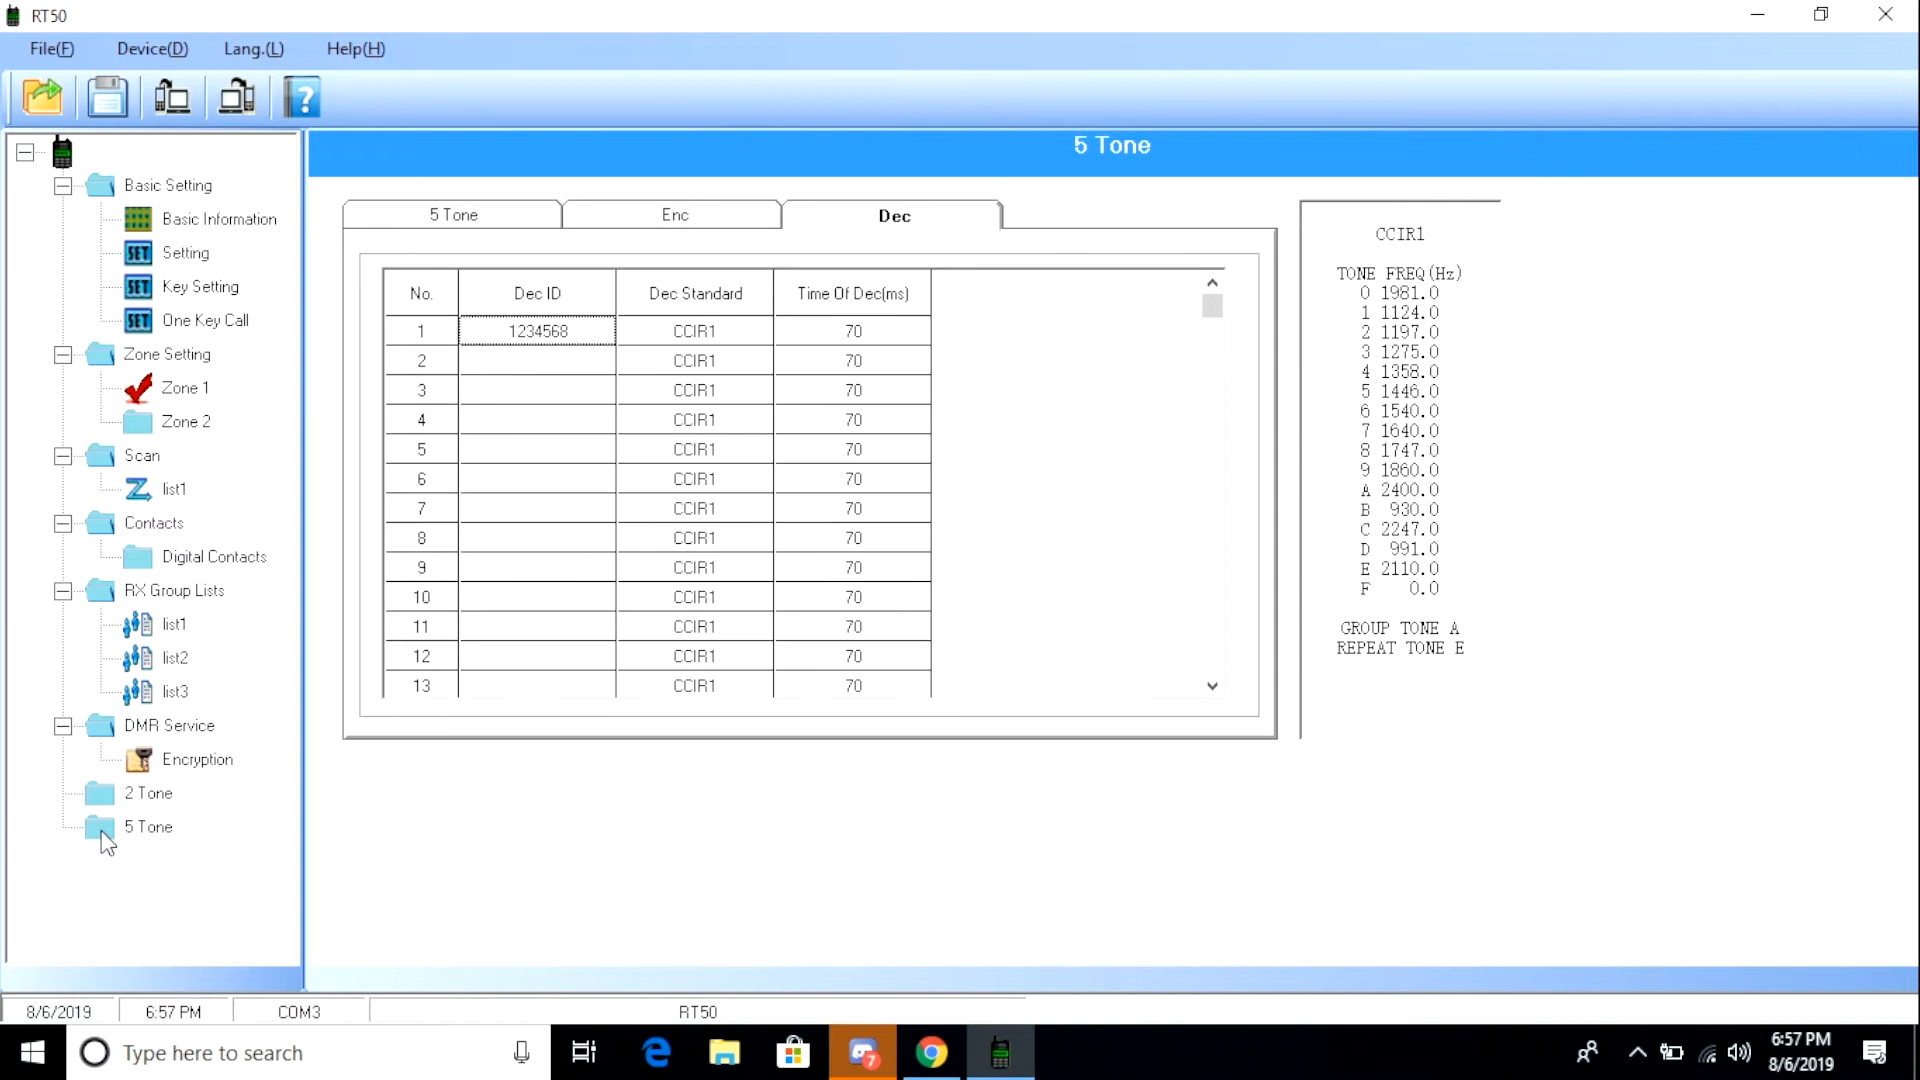 RT50
File(F) Device(D) Lang.(L) Help(H)
5 Tone
Basic Setting
Basic Information
SET Setting
SET Key Setting
SET One Key Call
Zone Setting
Zone 1
Zone 2
Scan
list1
Contacts
Digital Contacts
RX Group Lists
list1
list2
list3
DMR Service
Encryption
2 Tone
5 Tone
5 Tone Enc Dec
No. Dec ID Dec Standard Time Of Dec(ms)
1 1234568 CCIR1 70
2 CCIR1 70
3 CCIR1 70
4 CCIR1 70
5 CCIR1 70
6 CCIR1 70
7 CCIR1 70
8 CCIR1 70
9 CCIR1 70
10 CCIR1 70
11 CCIR1 70
12 CCIR1 70
13 CCIR1 70
CCIR1
TONE FREQ(Hz)
0 1981.0
1 1124.0
2 1197.0
3 1275.0
4 1358.0
5 1446.0
6 1540.0
7 1640.0
8 1747.0
9 1860.0
A 2400.0
B 930.0
C 2247.0
D 991.0
E 2110.0
F 0.0
GROUP TONE A
REPEAT TONE E
8/6/2019 6:57 PM COM3 RT50
Type here to search
7
6:57 PM
8/6/2019